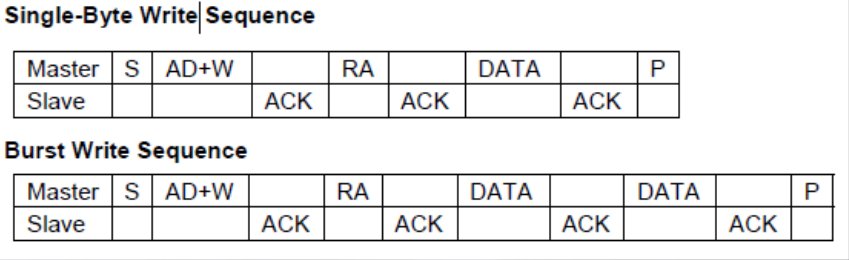 Single-Byte Write Sequence
Master S AD+W RA DATA P
Slave ACK ACK ACK
Burst Write Sequence
Master S AD+W RA DATA DATA P
Slave ACK ACK ACK ACK